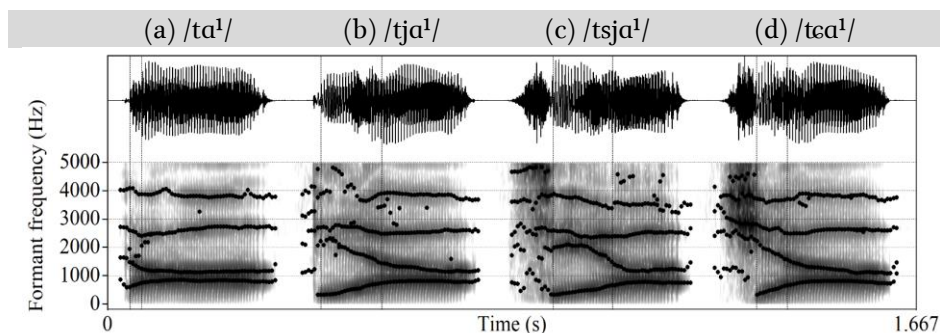 (a) /tɑ¹/ (b) /tjɑ¹/ (c) /tsjɑ¹/ (d) /tɕɑ¹/
Formant frequency (Hz)
5000
4000
3000
2000
1000
0
0 Time (s) 1.667